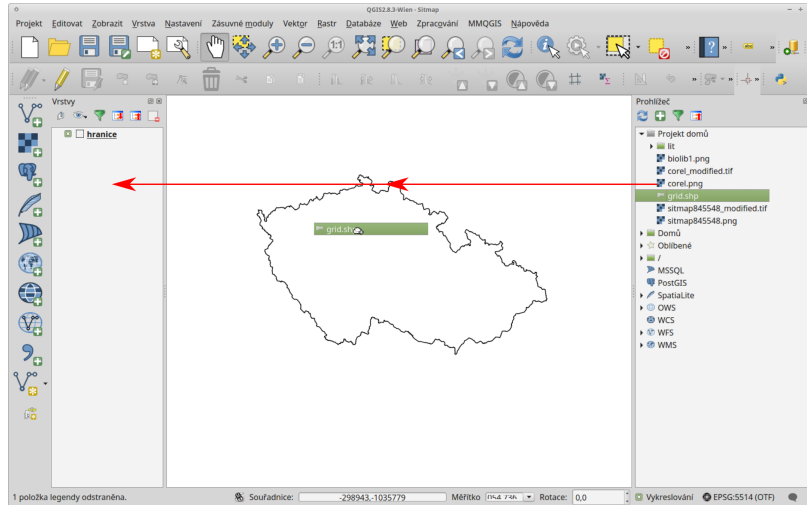 QGIS2.8.3-Wien - Sitmap
Projekt Editovat Zobrazit Vrstva Nastavení Zásuvné moduly Vektor Rastr Databáze Web Zpracování MMQGIS Nápověda
Vrstvy
hranice
grid.shp
Prohlížeč
Projekt domů
lit
biolib1.png
corel_modified.tif
corel.png
grid.shp
sitmap845548_modified.tif
sitmap845548.png
Domů
Oblíbené
/
MSSQL
PostGIS
SpatiaLite
OWS
WCS
WFS
WMS
1 položka legendy odstraněna. Souřadnice: -298943,-1035779 Měřítko Rotace: 0,0 Vykreslování EPSG:5514 (OTF)